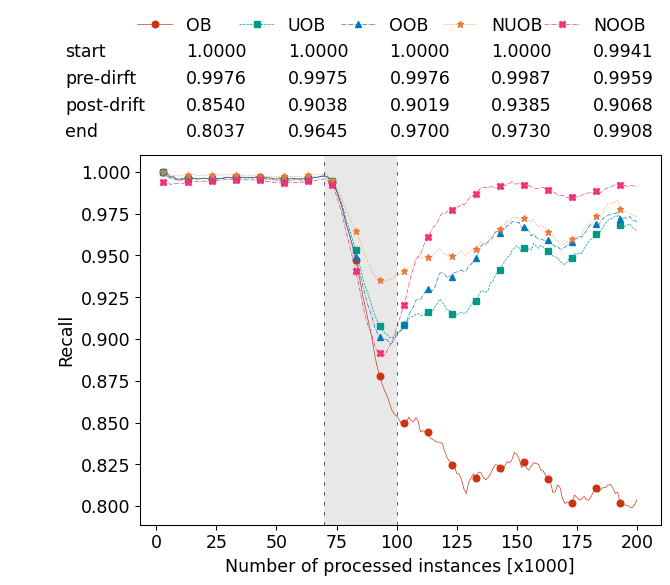 OB UOB OOB NUOB NOOB
start 1.0000 1.0000 1.0000 1.0000 0.9941
pre-dirft 0.9976 0.9975 0.9976 0.9987 0.9959
post-drift 0.8540 0.9038 0.9019 0.9385 0.9068
end 0.8037 0.9645 0.9700 0.9730 0.9908
1.000
0.975
0.950
0.925
0.900
0.875
0.850
0.825
0.800
Recall
0 25 50 75 100 125 150 175 200
Number of processed instances [x1000]